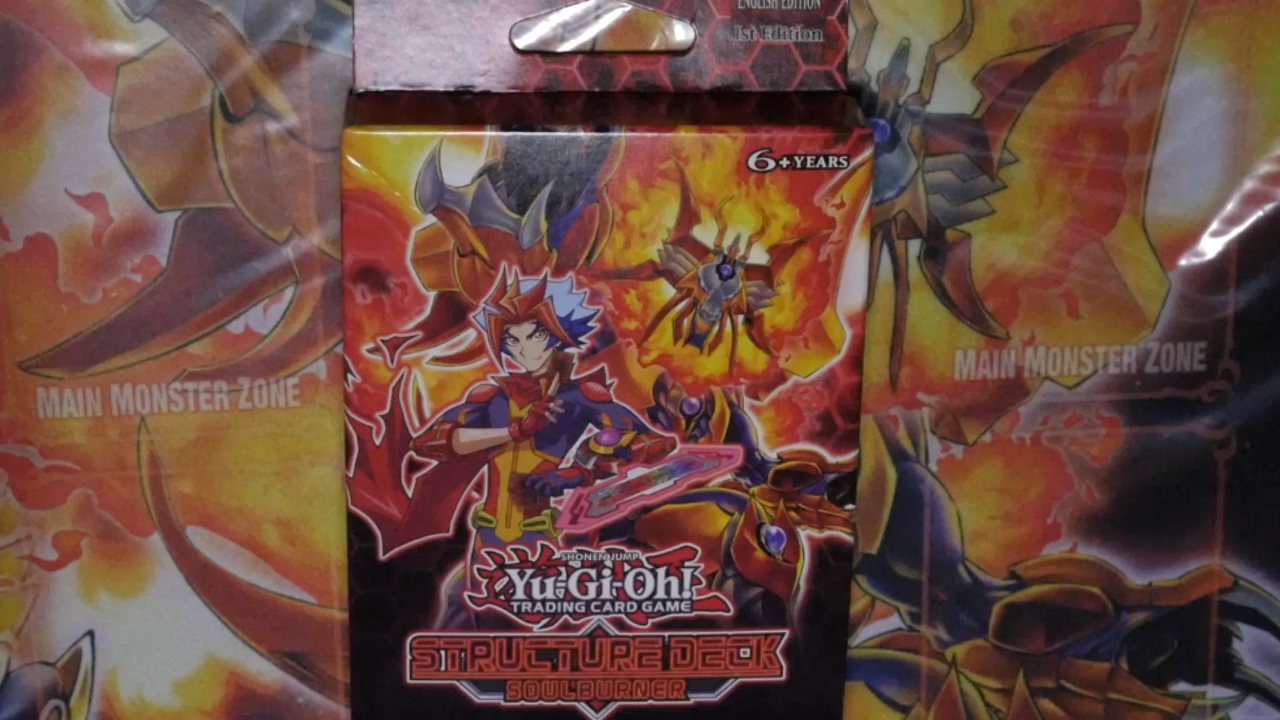 ENGLISH EDITION
1st Edition
6+YEARS
MAIN MONSTER ZONE
MAIN MONSTER ZONE
SHONEN JUMP
Yu-Gi-Oh!
TRADING CARD GAME
STRUCTURE DECK
SOULBURNER